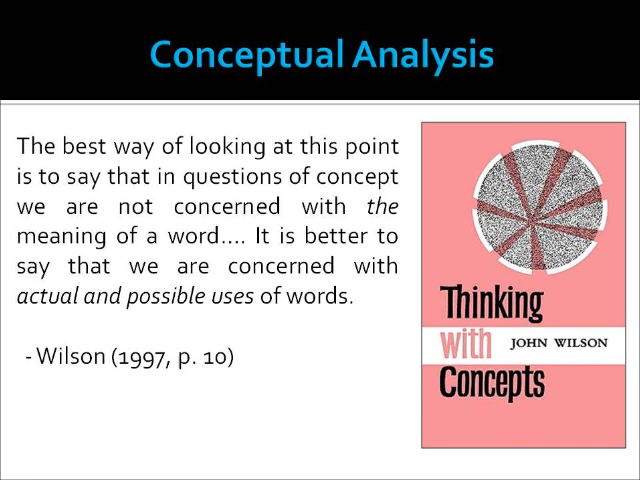 Conceptual Analysis
The best way of looking at this point
is to say that in questions of concept
we are not concerned with the
meaning of a word.... It is better to
say that we are concerned with
actual and possible uses of words.
- Wilson (1997, p. 10)
Thinking
with
JOHN WILSON
Concepts